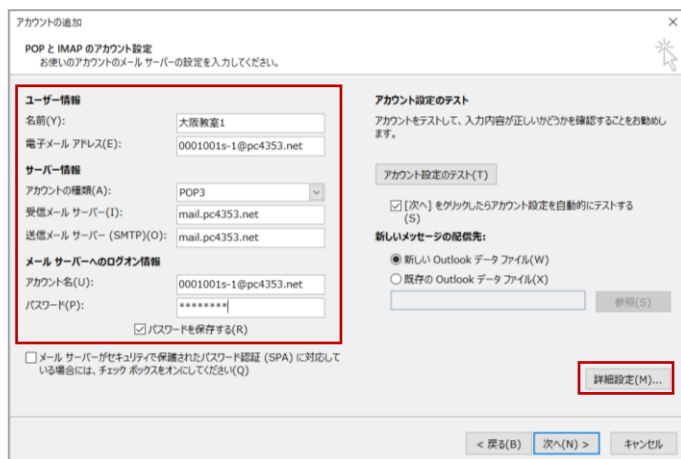 アカウントの追加
POP と IMAP のアカウント設定
お使いのアカウントのメール サーバーの設定を入力してください。
ユーザー情報
名前(Y): 大阪教室1
電子メール アドレス(E): 0001001s-1@pc4353.net
サーバー情報
アカウントの種類(A): POP3
受信メール サーバー(I): mail.pc4353.net
送信メール サーバー (SMTP)(O): mail.pc4353.net
メール サーバーへのログオン情報
アカウント名(U): 0001001s-1@pc4353.net
パスワード(P): ********
パスワードを保存する(R)
メール サーバーがセキュリティで保護されたパスワード認証 (SPA) に対応して
いる場合には、チェック ボックスをオンにしてください(Q)
アカウント設定のテスト
アカウントをテストして、入力内容が正しいかどうかを確認することをお勧めし
ます。
アカウント設定のテスト(T)
[次へ] をクリックしたらアカウント設定を自動的にテストする
(S)
新しいメッセージの配信先:
新しい Outlook データ ファイル(W)
既存の Outlook データ ファイル(X)
参照(S)
詳細設定(M)...
< 戻る(B) 次へ(N) > キャンセル